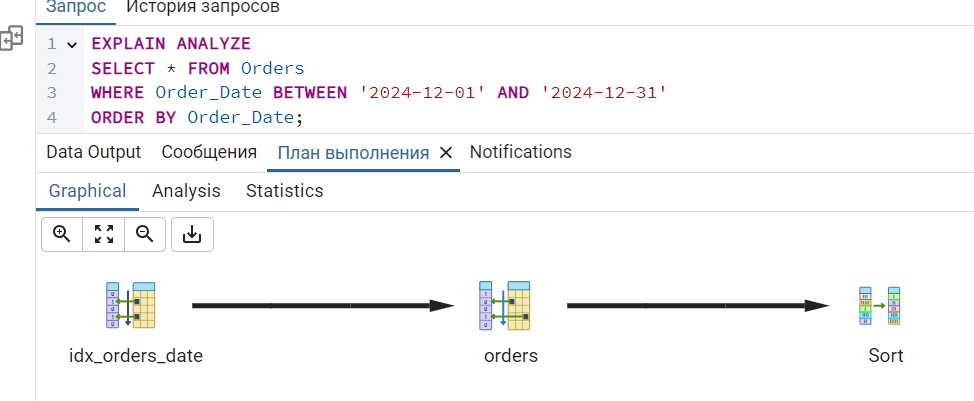 Запрос История запросов
1 EXPLAIN ANALYZE
2 SELECT * FROM Orders
3 WHERE Order_Date BETWEEN '2024-12-01' AND '2024-12-31'
4 ORDER BY Order_Date;
Data Output Сообщения План выполнения Notifications
Graphical Analysis Statistics
idx_orders_date orders Sort